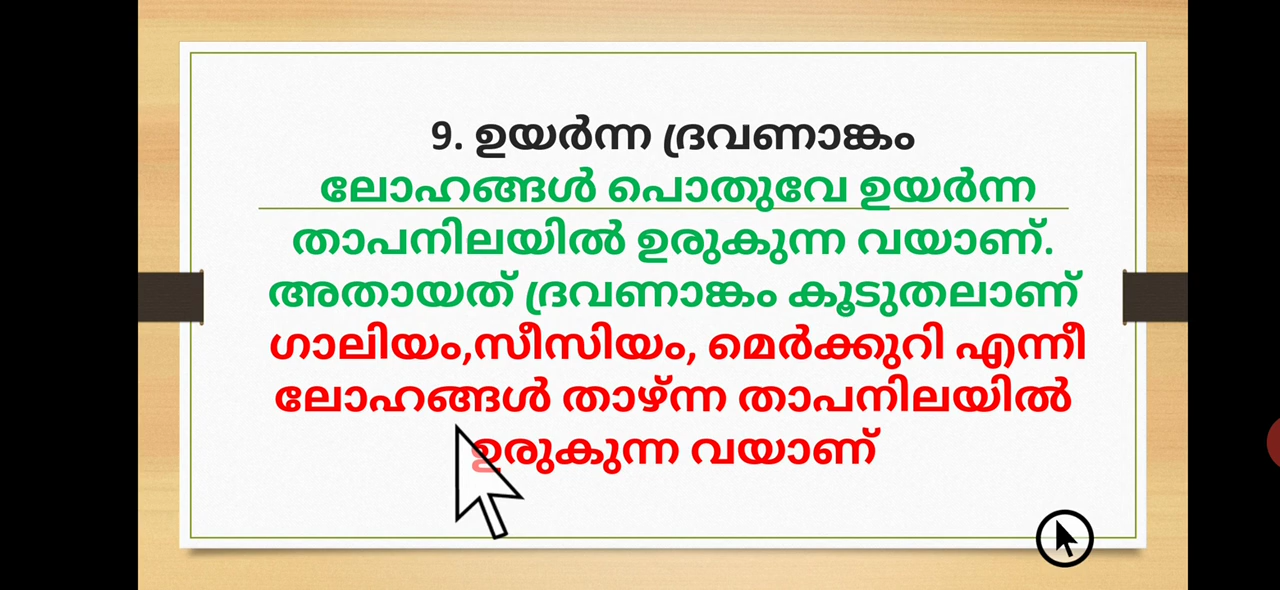 9. ഉയർന്ന ദ്രവണാങ്കം
ലോഹങ്ങൾ പൊതുവേ ഉയർന്ന
താപനിലയിൽ ഉരുകുന്ന വയാണ്.
അതായത് ദ്രവണാങ്കം കൂടുതലാണ്
ഗാലിയം,സീസിയം, മെർക്കുറി എന്നീ
ലോഹങ്ങൾ താഴ്ന്ന താപനിലയിൽ
ഉരുകുന്ന വയാണ്